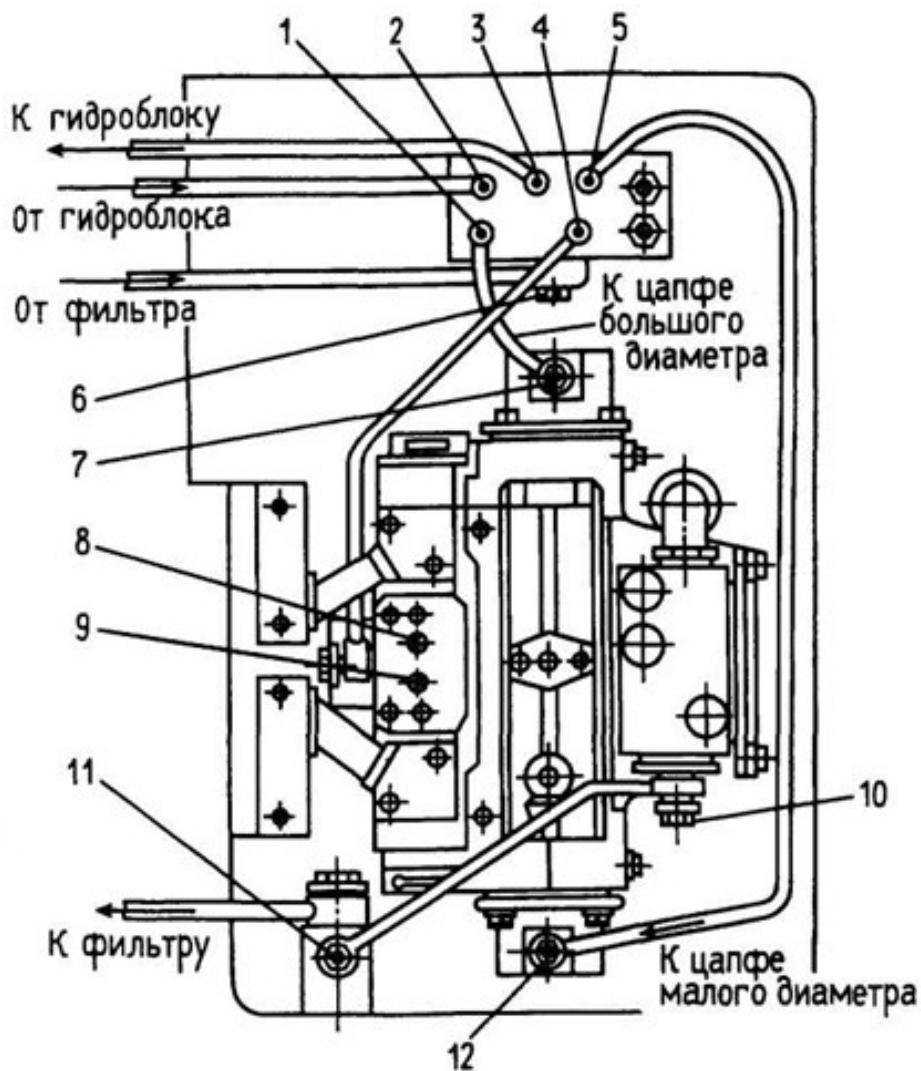 1 2 3 4 5
К гидроблоку
От гидроблока
От фильтра
К цапфе
большого
диаметра
6
7
8
9
10
11
К фильтру
К цапфе
малого диаметра
12